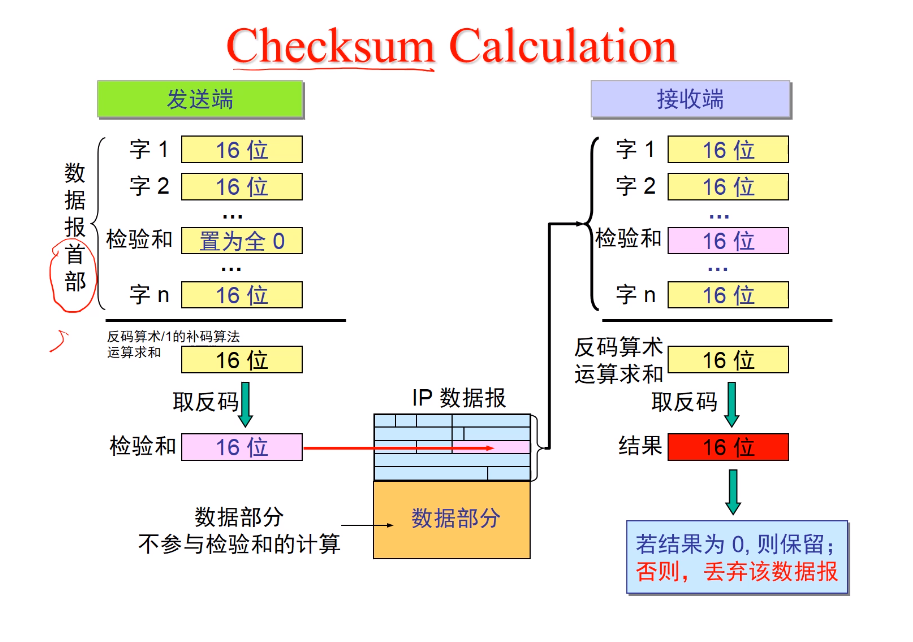 Checksum Calculation
发送端
接收端
数据报首部
字 1
16 位
字 2
16 位
...
检验和
置为全 0
...
字 n
16 位
反码算术/1的补码算法
运算求和
16 位
取反码
检验和
16 位
IP 数据报
数据部分
数据部分
不参与检验和的计算
字 1
16 位
字 2
16 位
...
检验和
16 位
...
字 n
16 位
反码算术
运算求和
16 位
取反码
结果
16 位
若结果为 0, 则保留；
否则，丢弃该数据报